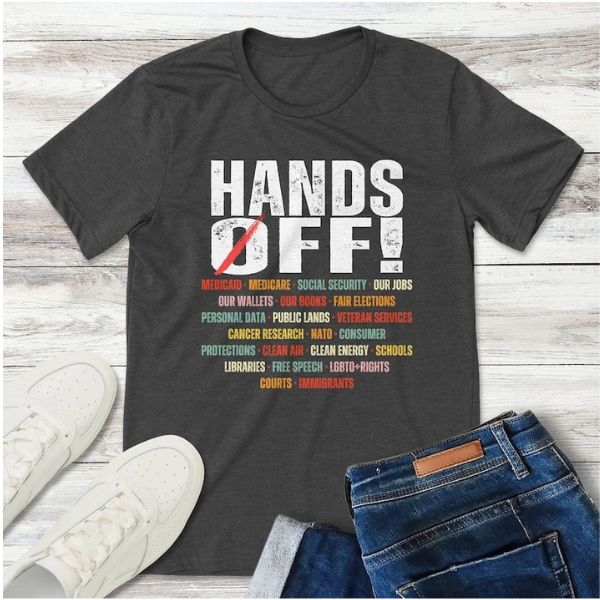 HANDS
OFF!
MEDICAID · MEDICARE · SOCIAL SECURITY · OUR JOBS
OUR WALLETS · OUR BOOKS · FAIR ELECTIONS
PERSONAL DATA · PUBLIC LANDS · VETERAN SERVICES
CANCER RESEARCH · NATO · CONSUMER
PROTECTIONS · CLEAN AIR · CLEAN ENERGY · SCHOOLS
LIBRARIES · FREE SPEECH · LGBTQ+RIGHTS
COURTS · IMMIGRANTS